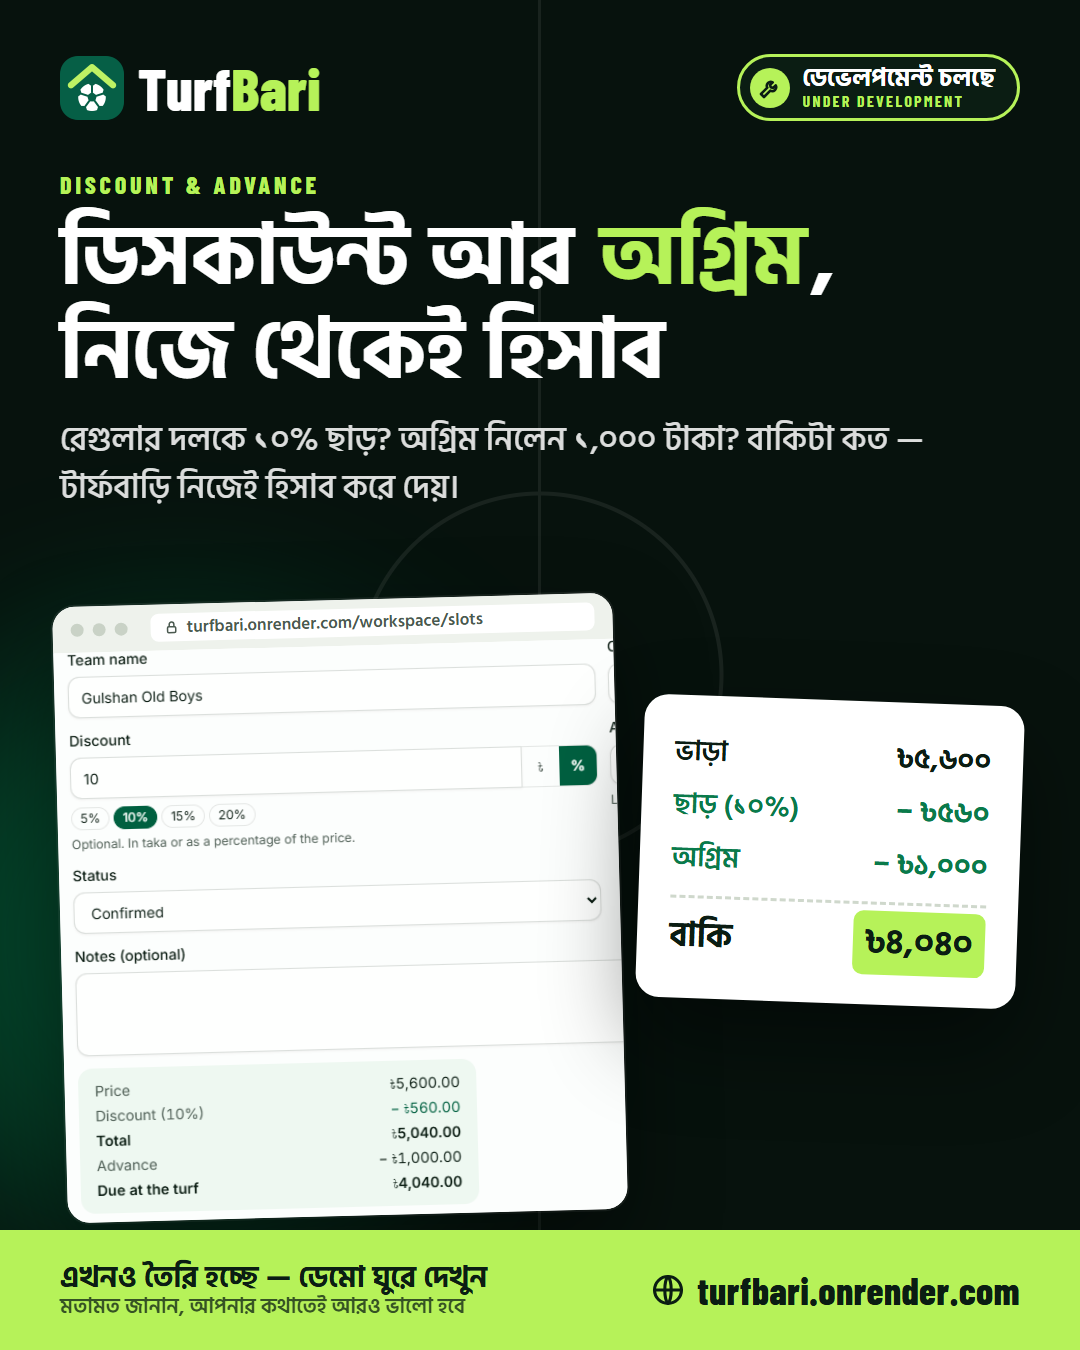 TurfBari
ডেভেলপমেন্ট চলছে
UNDER DEVELOPMENT
DISCOUNT & ADVANCE
ডিসকাউন্ট আর অগ্রিম,
নিজে থেকেই হিসাব
রেগুলার দলকে ১০% ছাড়? অগ্রিম নিলেন ১,০০০ টাকা? বাকিটা কত —
টার্ফবাড়ি নিজেই হিসাব করে দেয়।
turfbari.onrender.com/workspace/slots
Team name
Gulshan Old Boys
Discount
10 ৳ %
5% 10% 15% 20%
Optional. In taka or as a percentage of the price.
Status
Confirmed
Notes (optional)
Price ৳5,600.00
Discount (10%) – ৳560.00
Total ৳5,040.00
Advance – ৳1,000.00
Due at the turf ৳4,040.00
ভাড়া ৳৫,৬০০
ছাড় (১০%) – ৳৫৬০
অগ্রিম – ৳১,০০০
বাকি ৳৪,০৪০
এখনও তৈরি হচ্ছে — ডেমো ঘুরে দেখুন
মতামত জানান, আপনার কথাতেই আরও ভালো হবে
turfbari.onrender.com